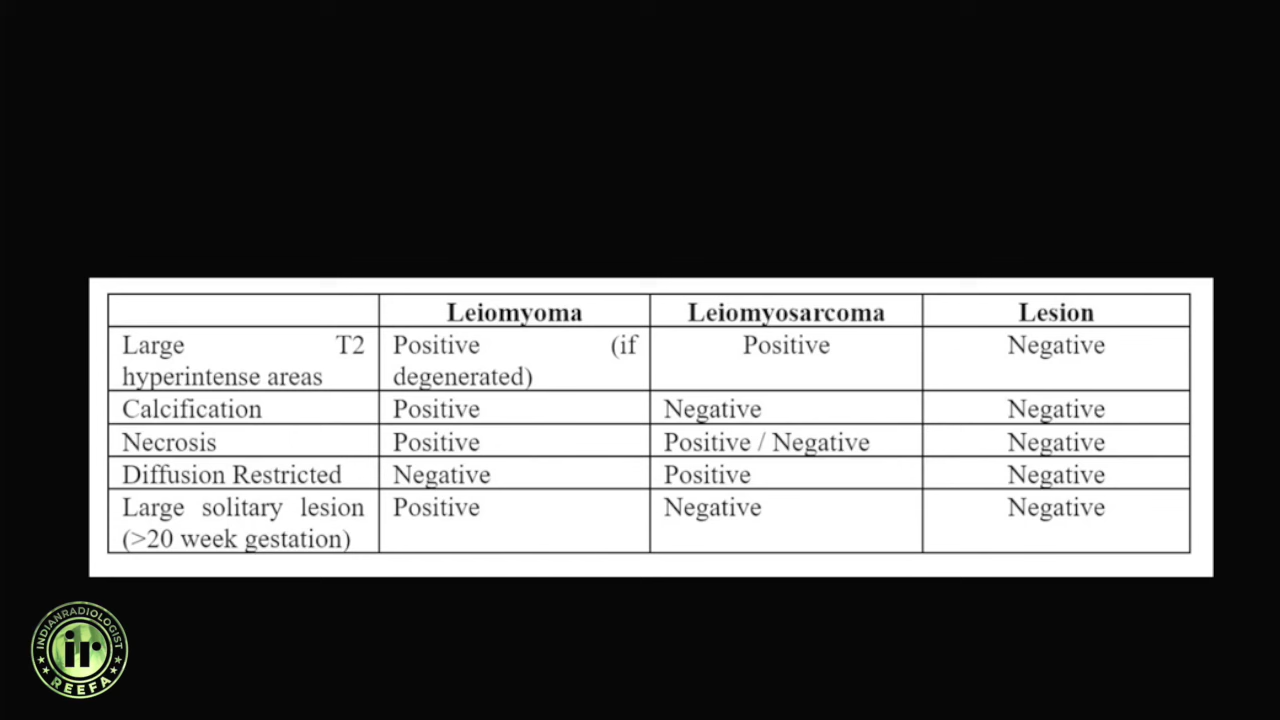 Leiomyoma Leiomyosarcoma Lesion
Large T2 Positive (if Positive Negative
hyperintense areas degenerated)
Calcification Positive Negative Negative
Necrosis Positive Positive / Negative Negative
Diffusion Restricted Negative Positive Negative
Large solitary lesion Positive Negative Negative
(>20 week gestation)
INDIANRADIOLOGIST
ir
REEFA